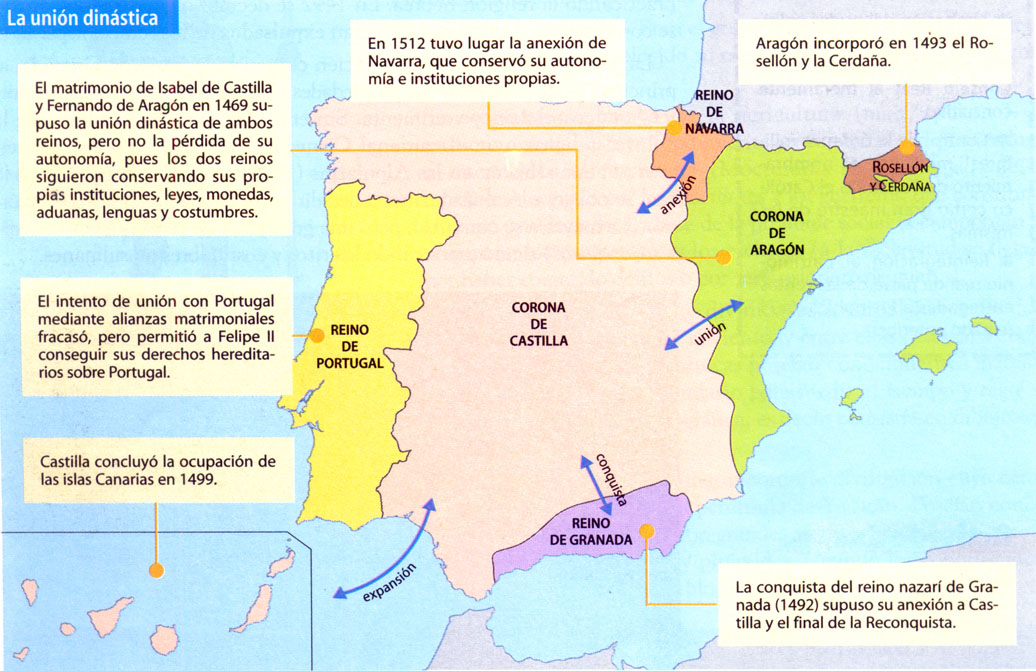 La unión dinástica
En 1512 tuvo lugar la anexión de
Navarra, que conservó su autono-
mía e instituciones propias.
Aragón incorporó en 1493 el Ro-
sellón y la Cerdaña.
El matrimonio de Isabel de Castilla
y Fernando de Aragón en 1469 su-
puso la unión dinástica de ambos
reinos, pero no la pérdida de su
autonomía, pues los dos reinos
siguieron conservando sus pro-
pias instituciones, leyes, monedas,
aduanas, lenguas y costumbres.
REINO
DE
NAVARRA
ROSELLÓN
Y CERDAÑA
anexión
CORONA
DE
ARAGÓN
El intento de unión con Portugal
mediante alianzas matrimoniales
fracasó, pero permitió a Felipe II
conseguir sus derechos heredita-
rios sobre Portugal.
REINO
DE
PORTUGAL
CORONA
DE
CASTILLA
unión
Castilla concluyó la ocupación de
las islas Canarias en 1499.
conquista
REINO
DE GRANADA
expansión
La conquista del reino nazarí de Gra-
nada (1492) supuso su anexión a Cas-
tilla y el final de la Reconquista.